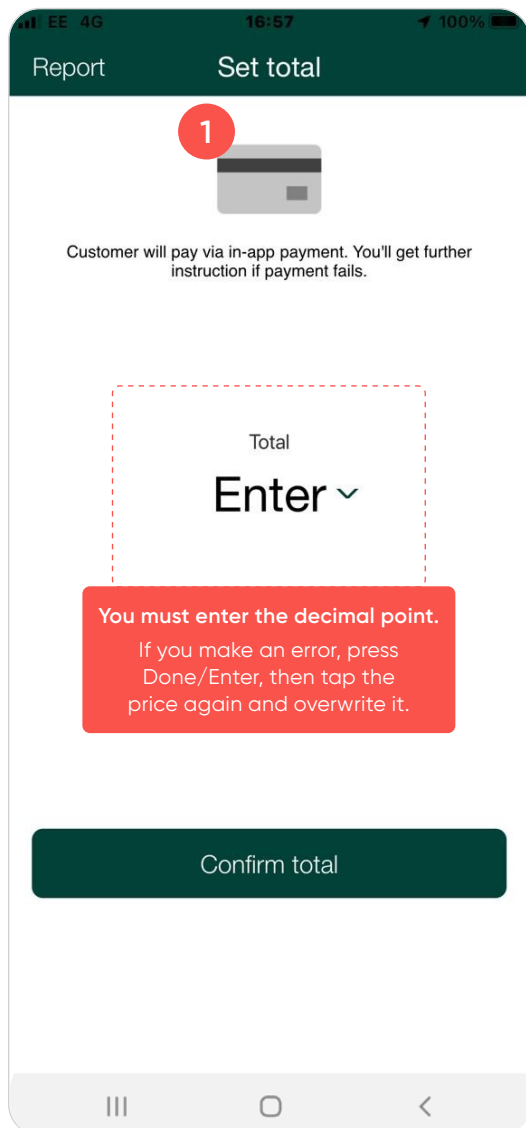 EE 4G 16:57 100%
Report Set total
1
Customer will pay via in-app payment. You'll get further
instruction if payment fails.
Total
Enter
You must enter the decimal point.
If you make an error, press
Done/Enter, then tap the
price again and overwrite it.
Confirm total